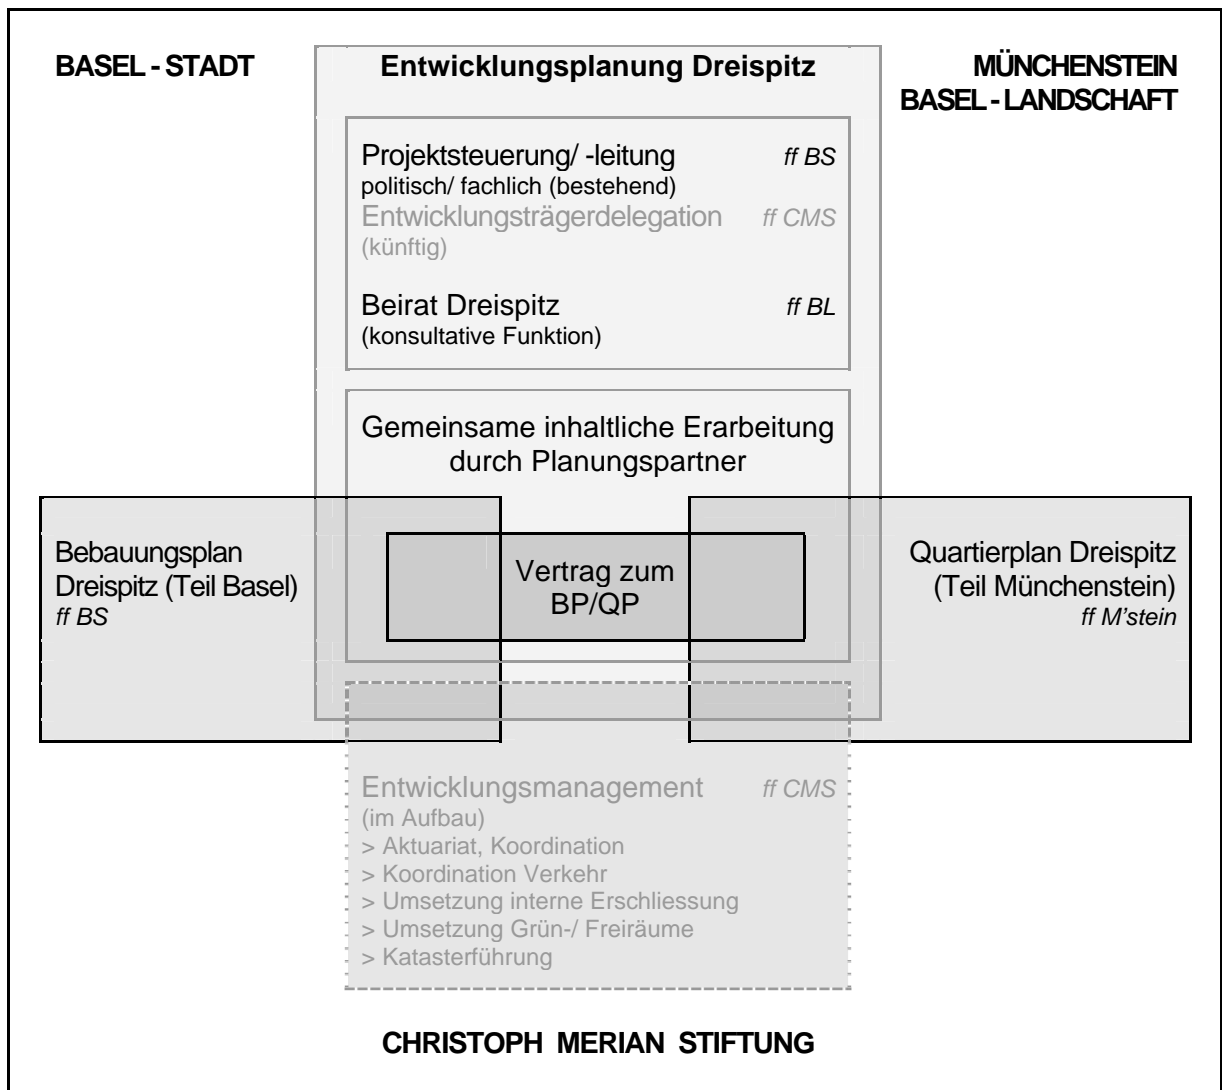 BASEL - STADT
Entwicklungsplanung Dreispitz
MÜNCHENSTEIN
BASEL - LANDSCHAFT
Projektsteuerung/ -leitung ff BS
politisch/ fachlich (bestehend)
Entwicklungsträgerdelegation ff CMS
(künftig)
Beirat Dreispitz ff BL
(konsultative Funktion)
Gemeinsame inhaltliche Erarbeitung
durch Planungspartner
Bebauungsplan
Dreispitz (Teil Basel)
ff BS
Vertrag zum
BP/QP
Quartierplan Dreispitz
(Teil Münchenstein)
ff M'stein
Entwicklungsmanagement ff CMS
(im Aufbau)
> Aktuariat, Koordination
> Koordination Verkehr
> Umsetzung interne Erschliessung
> Umsetzung Grün-/ Freiräume
> Katasterführung
CHRISTOPH MERIAN STIFTUNG